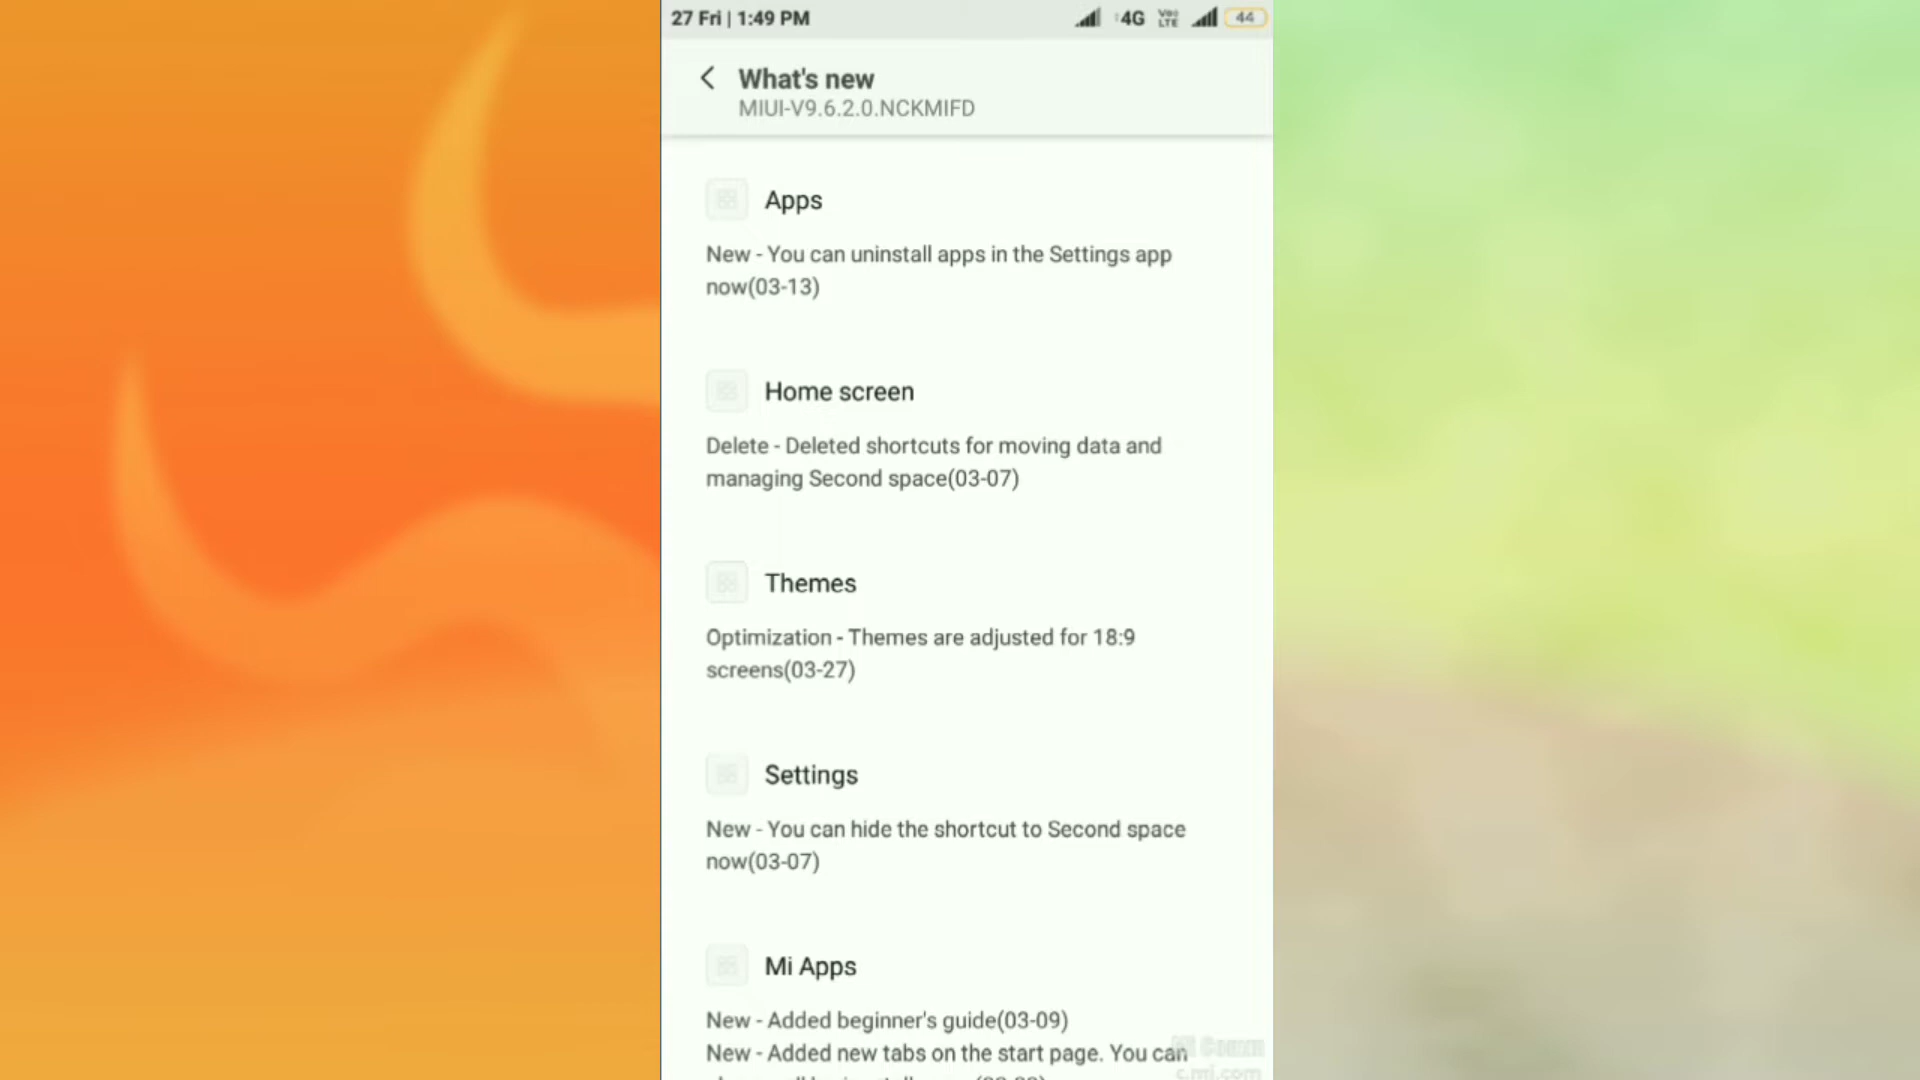 27 Fri | 1:49 PM 4G Vo LTE 44
What's new
MIUI-V9.6.2.0.NCKMIFD
Apps
New - You can uninstall apps in the Settings app
now(03-13)
Home screen
Delete - Deleted shortcuts for moving data and
managing Second space(03-07)
Themes
Optimization - Themes are adjusted for 18:9
screens(03-27)
Settings
New - You can hide the shortcut to Second space
now(03-07)
Mi Apps
New - Added beginner's guide(03-09)
New - Added new tabs on the start page. You can
c.mi.com